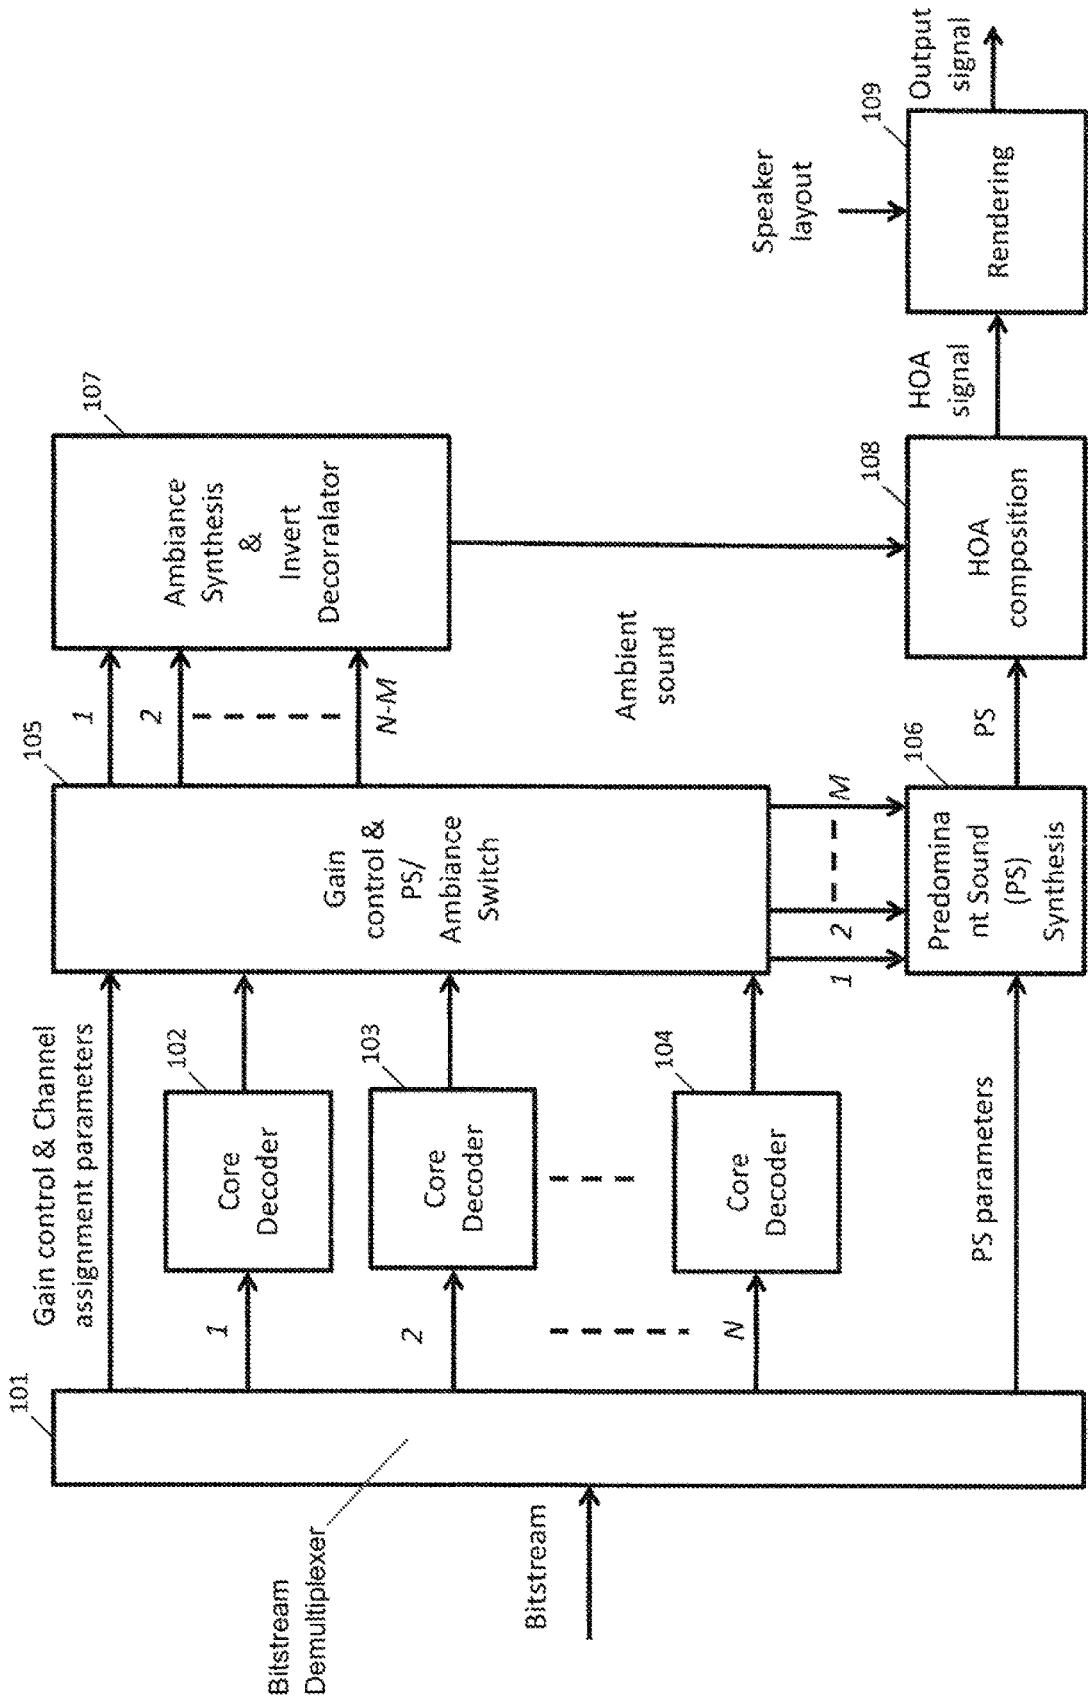 Bitstream
Demultiplexer
Bitstream
101
Gain control & Channel
assignment parameters
1
2
N
PS parameters
102
Core
Decoder
103
Core
Decoder
104
Core
Decoder
105
Gain
control &
PS/
Ambiance
Switch
1
2
M
1
2
N-M
106
Predomina
nt Sound
(PS)
Synthesis
PS
107
Ambiance
Synthesis
&
Invert
Decorralator
Ambient
sound
108
HOA
composition
HOA
signal
Speaker
layout
109
Rendering
Output
signal